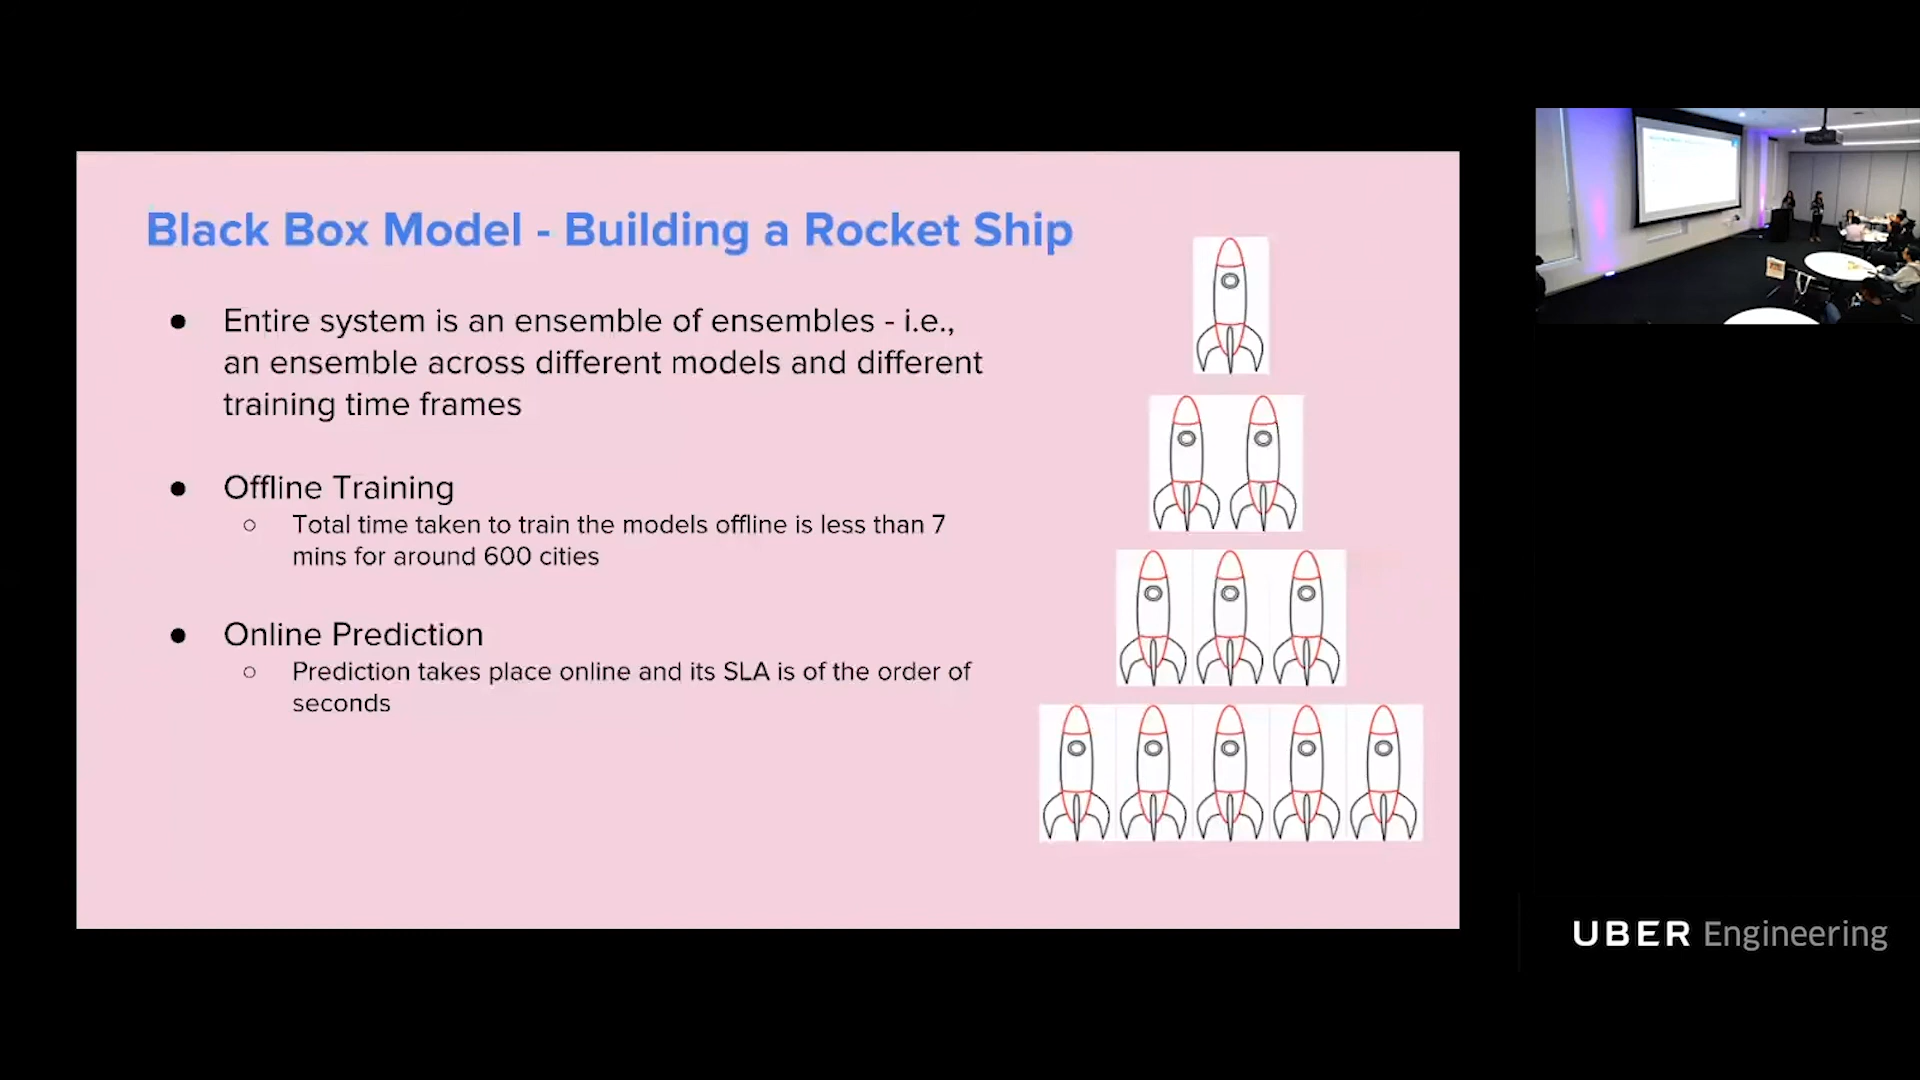 Black Box Model - Building a Rocket Ship
● Entire system is an ensemble of ensembles - i.e.,
an ensemble across different models and different
training time frames
● Offline Training
○ Total time taken to train the models offline is less than 7
mins for around 600 cities
● Online Prediction
○ Prediction takes place online and its SLA is of the order of
seconds
UBER Engineering